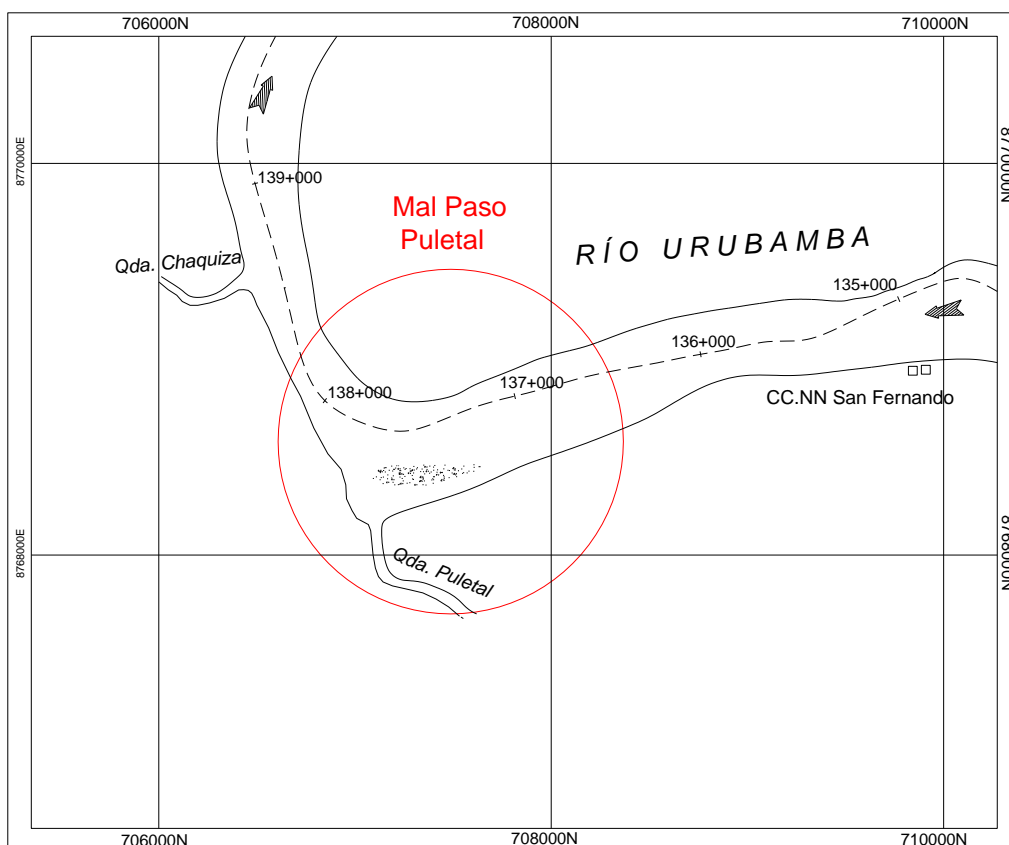 706000N
708000N
710000N
8770000E
8770000N
139+000
Mal Paso
Puletal
RÍO URUBAMBA
Qda. Chaquiza
135+000
136+000
137+000
138+000
CC.NN San Fernando
8768000E
8768000N
Qda. Puletal
706000N
708000N
710000N